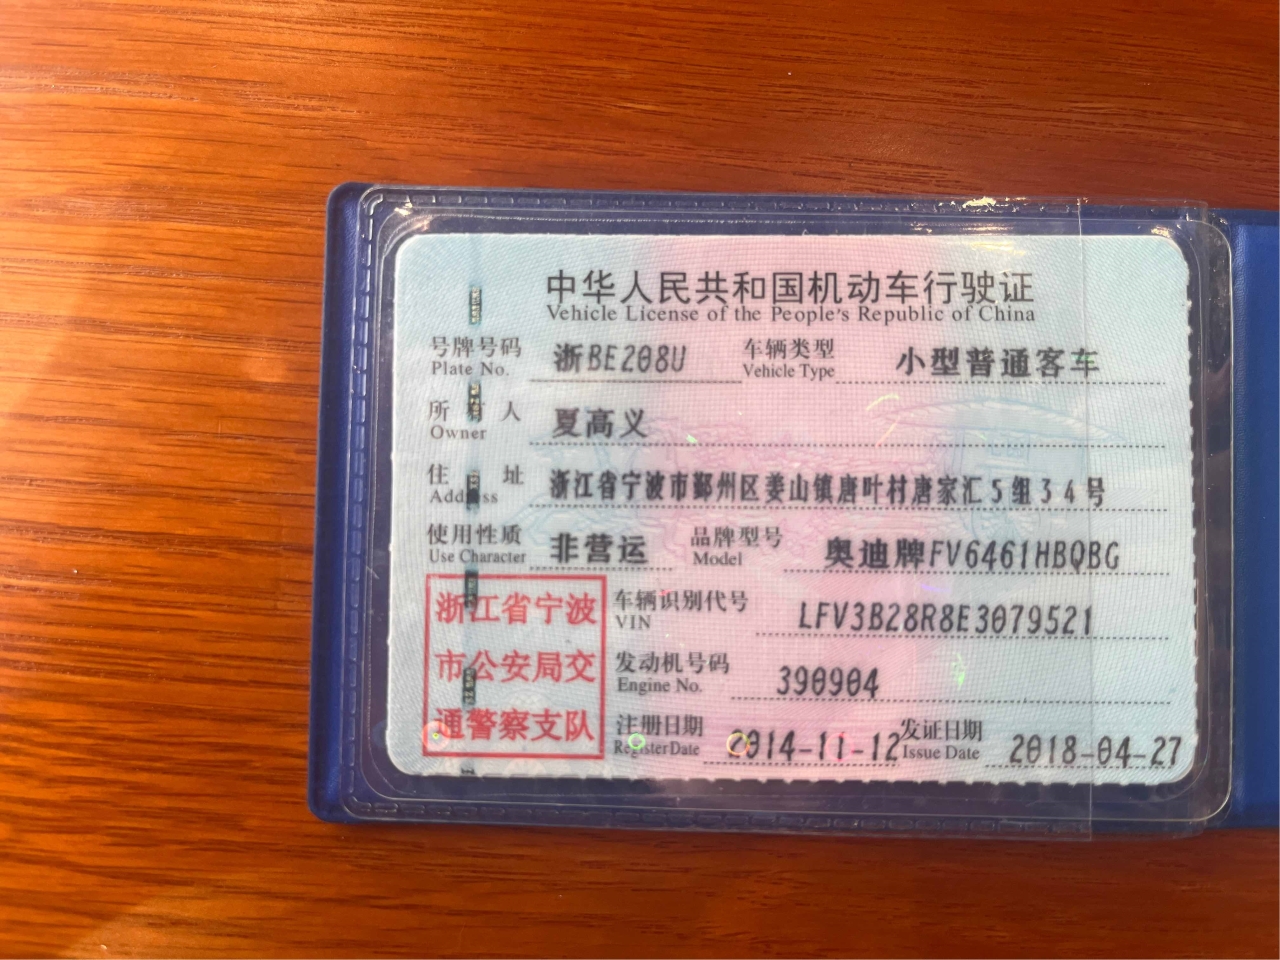 中华人民共和国机动车行驶证
Vehicle License of the People's Republic of China
号牌号码 浙BE208U 车辆类型 小型普通客车
Plate No. Vehicle Type
所有人 夏高义
Owner
住址 浙江省宁波市鄞州区姜山镇唐叶村唐家汇5组34号
Address
使用性质 非营运 品牌型号 奥迪牌FV6461HBQBG
Use Character Model
浙江省宁波
市公安局交
通警察支队
车辆识别代号 LFV3B28R8E3079521
VIN
发动机号码 390904
Engine No.
注册日期 2014-11-12 发证日期 2018-04-27
Register Date Issue Date